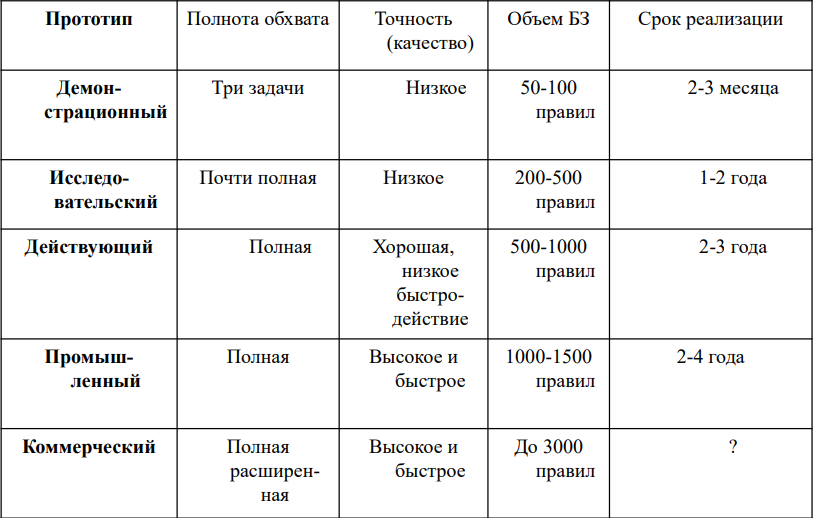 Прототип
Полнота обхвата
Точность
(качество)
Объем БЗ
Срок реализации
Демон-
страционный
Три задачи
Низкое
50-100
правил
2-3 месяца
Исследо-
вательский
Почти полная
Низкое
200-500
правил
1-2 года
Действующий
Полная
Хорошая,
низкое
быстро-
действие
500-1000
правил
2-3 года
Промыш-
ленный
Полная
Высокое и
быстрое
1000-1500
правил
2-4 года
Коммерческий
Полная
расширен-
ная
Высокое и
быстрое
До 3000
правил
?